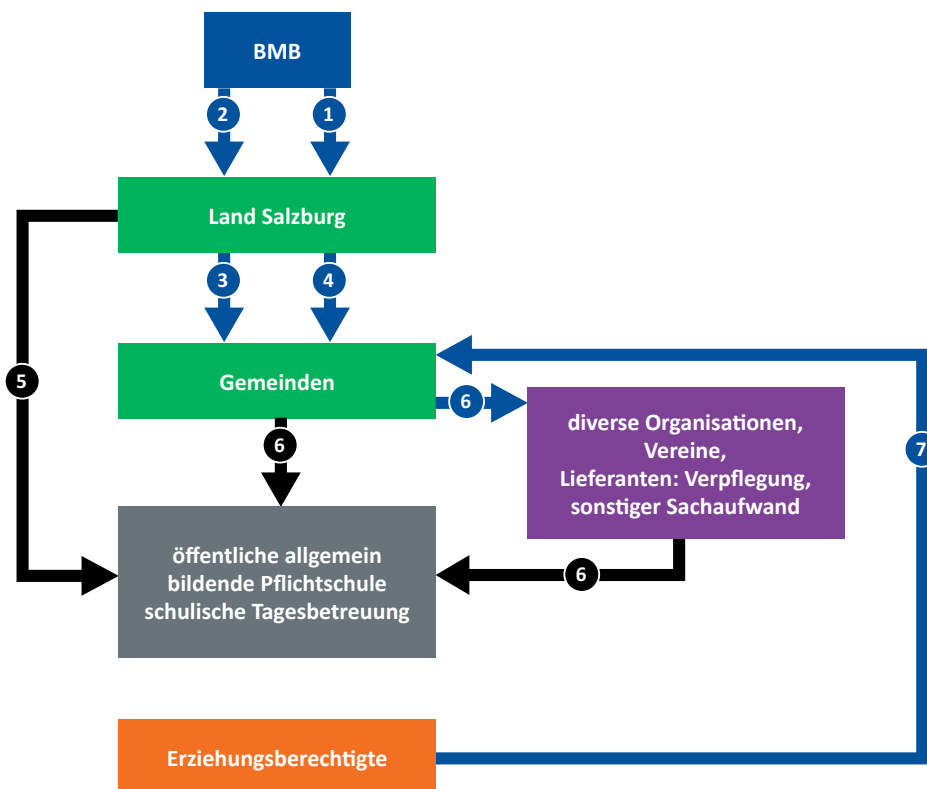 BMB
2 1
Land Salzburg
3 4
5
Gemeinden
6
6
diverse Organisationen,
Vereine,
Lieferanten: Verpflegung,
sonstiger Sachaufwand
7
öffentliche allgemein
bildende Pflichtschule
schulische Tagesbetreuung
6
Erziehungsberechtigte